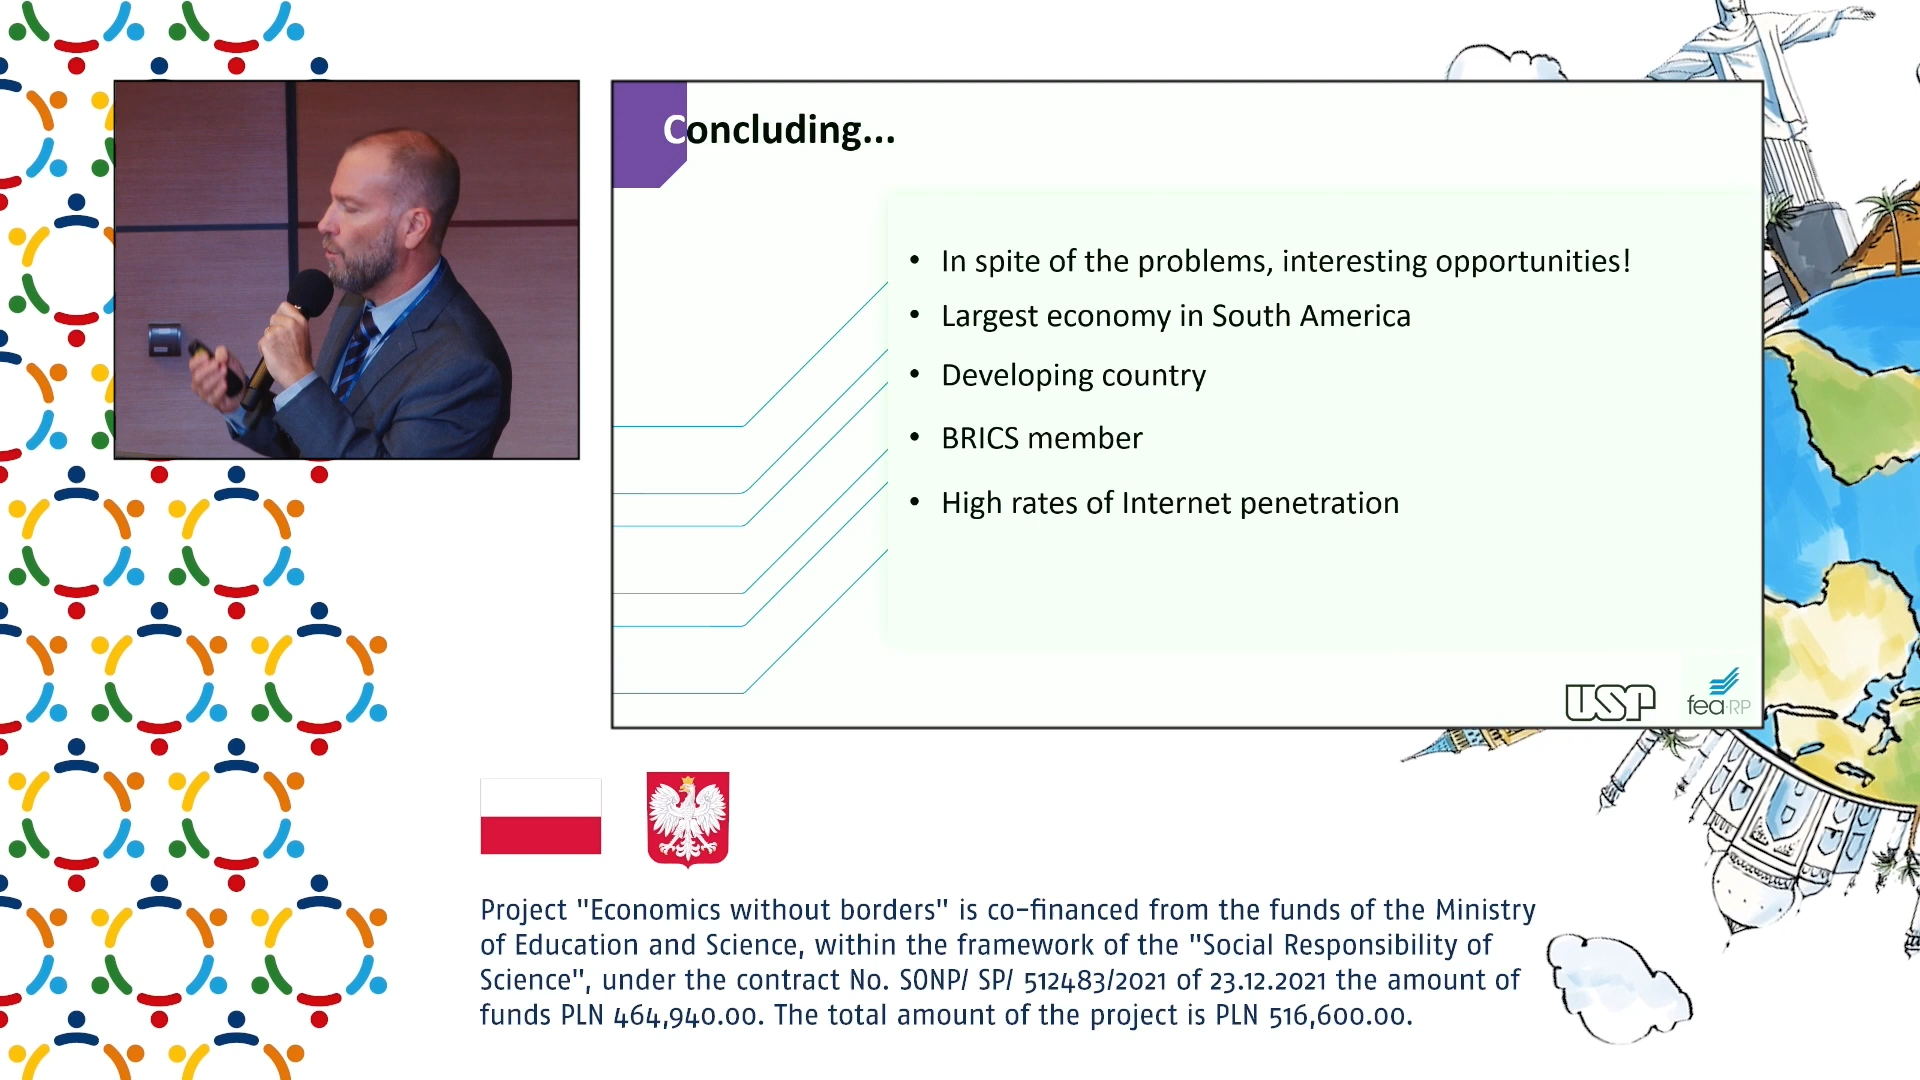 Concluding...
• In spite of the problems, interesting opportunities!
• Largest economy in South America
• Developing country
• BRICS member
• High rates of Internet penetration
USP
fea·RP
Project "Economics without borders" is co-financed from the funds of the Ministry
of Education and Science, within the framework of the "Social Responsibility of
Science", under the contract No. SONP/ SP/ 512483/2021 of 23.12.2021 the amount of
funds PLN 464,940.00. The total amount of the project is PLN 516,600.00.